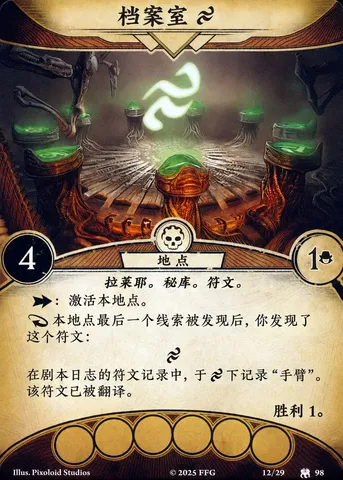 档案室
4
地点
1
拉莱耶。秘库。符文。
：激活本地点。
本地点最后一个线索被发现后，你发现了
这个符文：
在剧本日志的符文记录中，于 下记录“手臂”。
该符文已被翻译。
胜利 1。
Illus. Pixoloid Studios © 2025 FFG 12/29 98